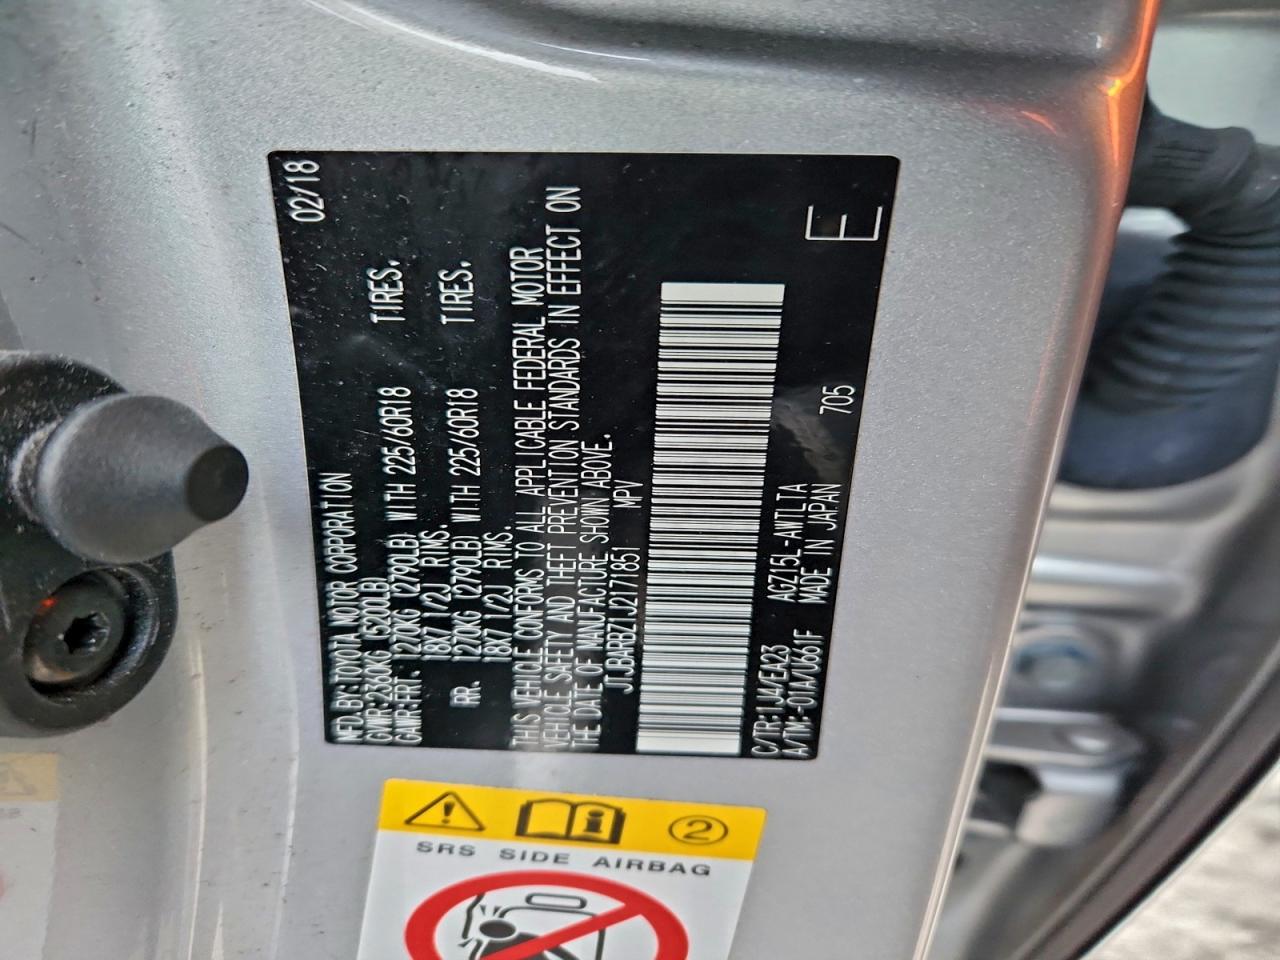 MFD. BY: TOYOTA MOTOR CORPORATION 02/18
GVWR: 2360KG (5200LB)
GAWR: FRT. 1270KG (2790LB) WITH 225/60R18 TIRES.
18X7 1/2J RIMS.
RR. 1270KG (2790LB) WITH 225/60R18 TIRES.
18X7 1/2J RIMS.
THIS VEHICLE CONFORMS TO ALL APPLICABLE FEDERAL MOTOR
VEHICLE SAFETY AND THEFT PREVENTION STANDARDS IN EFFECT ON
THE DATE OF MANUFACTURE SHOWN ABOVE.
JTJBARBZ1J2171851 MPV
C/TR: 1J4/EA23 AGZ15L-AWTLTA
A/TM: -01A/U661F MADE IN JAPAN 705
E
2
SRS SIDE AIRBAG